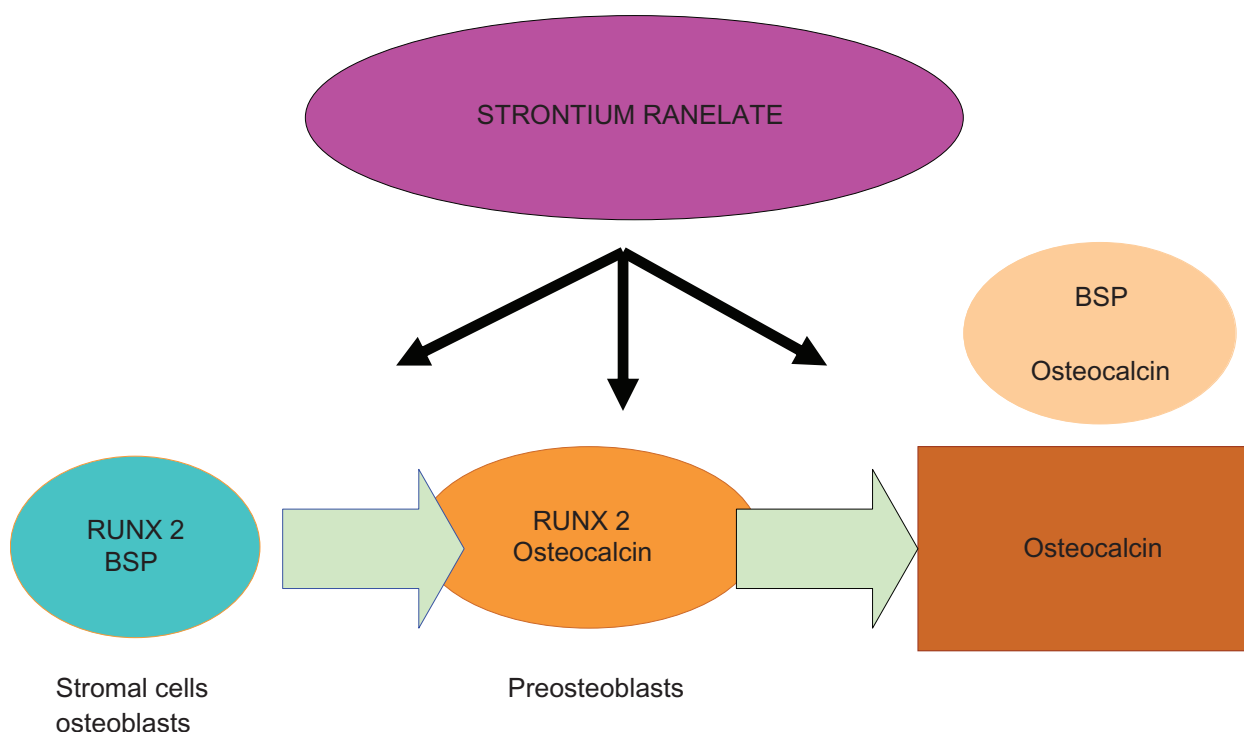 STRONTIUM RANELATE
BSP
Osteocalcin
RUNX 2
BSP
RUNX 2
Osteocalcin
Osteocalcin
Stromal cells
osteoblasts
Preosteoblasts